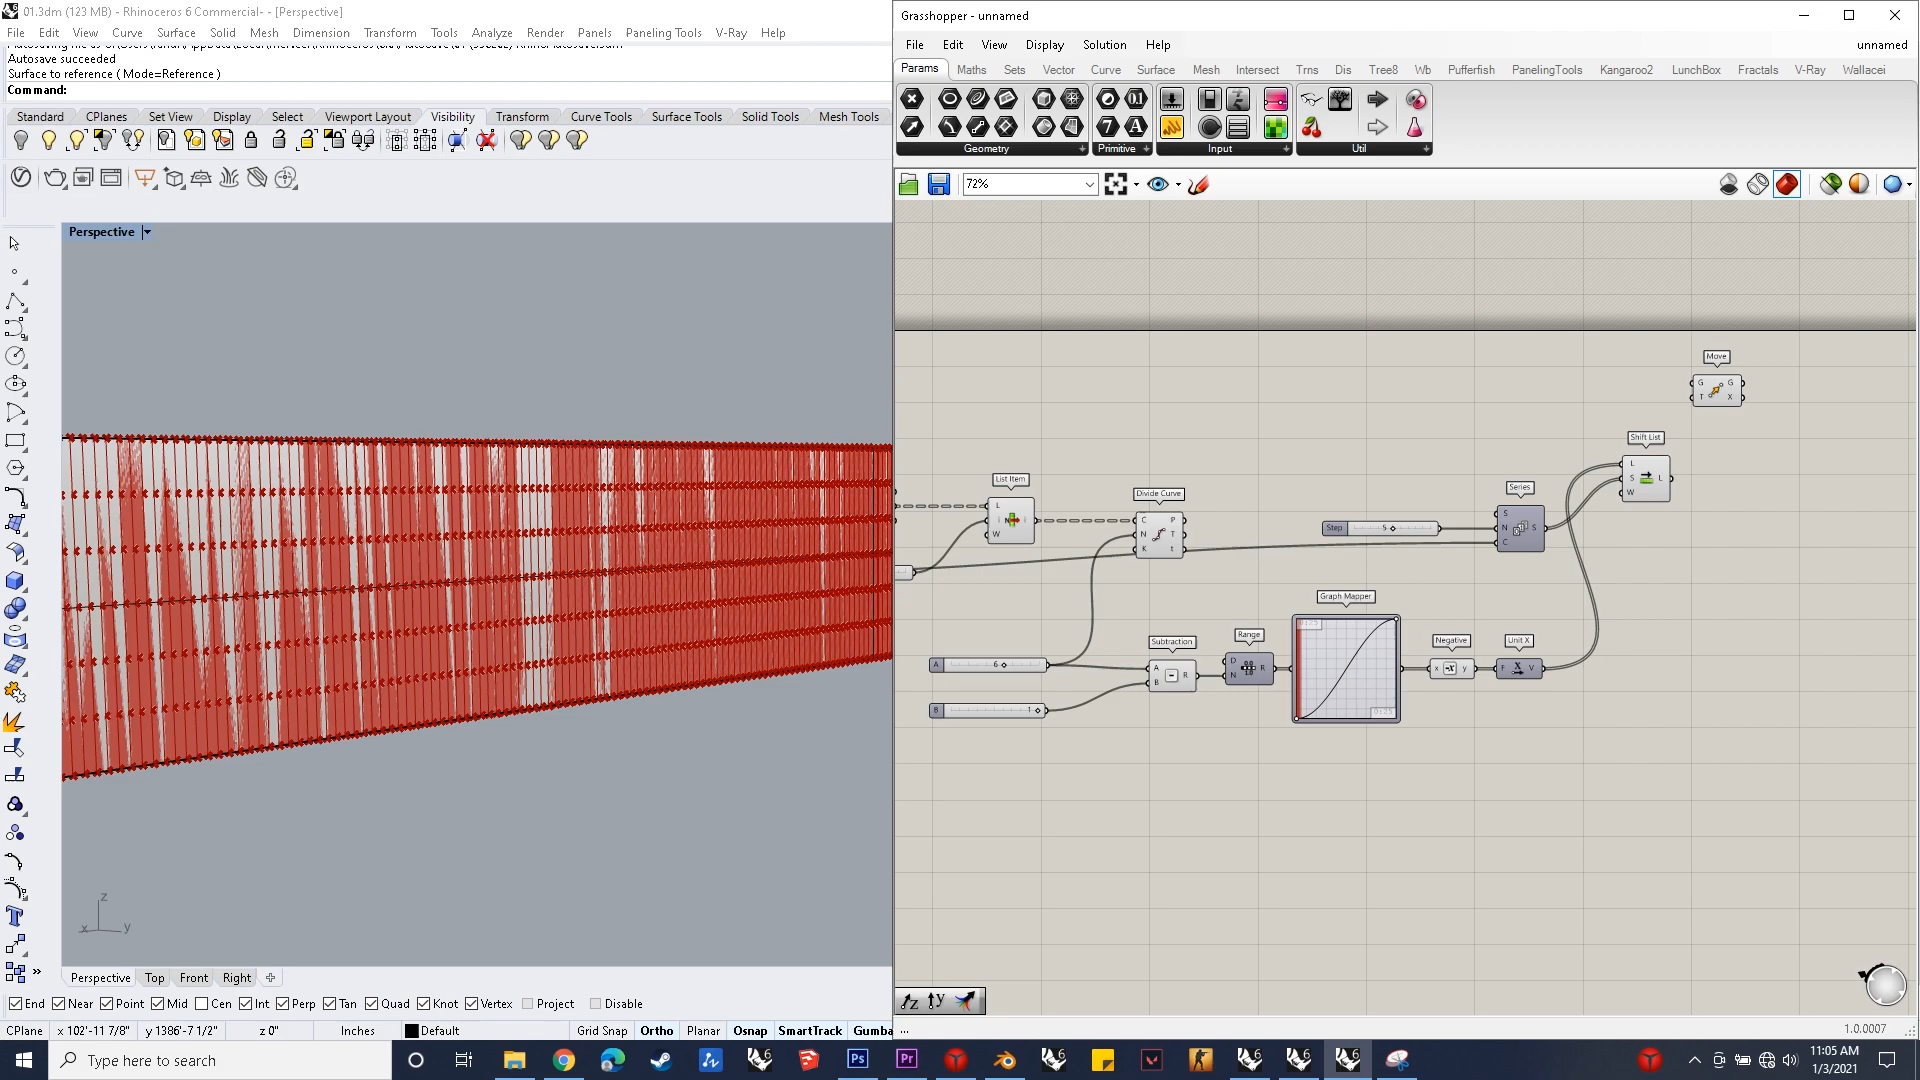 01.3dm (123 MB) - Rhinoceros 6 Commercial- - [Perspective]
File Edit View Curve Surface Solid Mesh Dimension Transform Tools Analyze Render Panels Paneling Tools V-Ray Help
Autosave succeeded
Surface to reference ( Mode=Reference )
Command:
Standard CPlanes Set View Display Select Viewport Layout Visibility Transform Curve Tools Surface Tools Solid Tools Mesh Tools
Perspective
z
x y
Perspective Top Front Right
End Near Point Mid Cen Int Perp Tan Quad Knot Vertex Project Disable
CPlane x 102'-11 7/8" y 1386'-7 1/2" z 0" Inches Default Grid Snap Ortho Planar Osnap SmartTrack Gumba
Grasshopper - unnamed
File Edit View Display Solution Help unnamed
Params Maths Sets Vector Curve Surface Mesh Intersect Trns Dis Tree8 Wb Pufferfish PanelingTools Kangaroo2 LunchBox Fractals V-Ray Wallacei
Geometry Primitive Input Util
72%
Move
G G
T X
Shift List
L
S L
W
List Item
L
i N i
W
Divide Curve
C P
N T
K t
Series
S
N S
C
Step 5
Graph Mapper
Subtraction
A
B R
Range
D
N R
Negative
x -x y
Unit X
F X V
A 6
B 1
...
1.0.0007
Type here to search
11:05 AM
1/3/2021